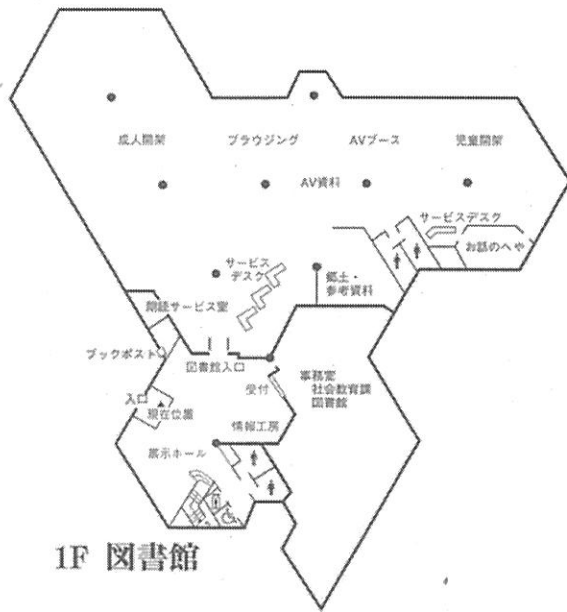 成人開架
ブラウジング
AVブース
児童開架
AV資料
サービスデスク
お話のへや
サービス
デスク
郷土・
参考資料
朗読サービス室
ブックポスト
図書館入口
事務室
社会教育課
図書館
受付
入口
現在位置
情報工房
展示ホール
1F 図書館